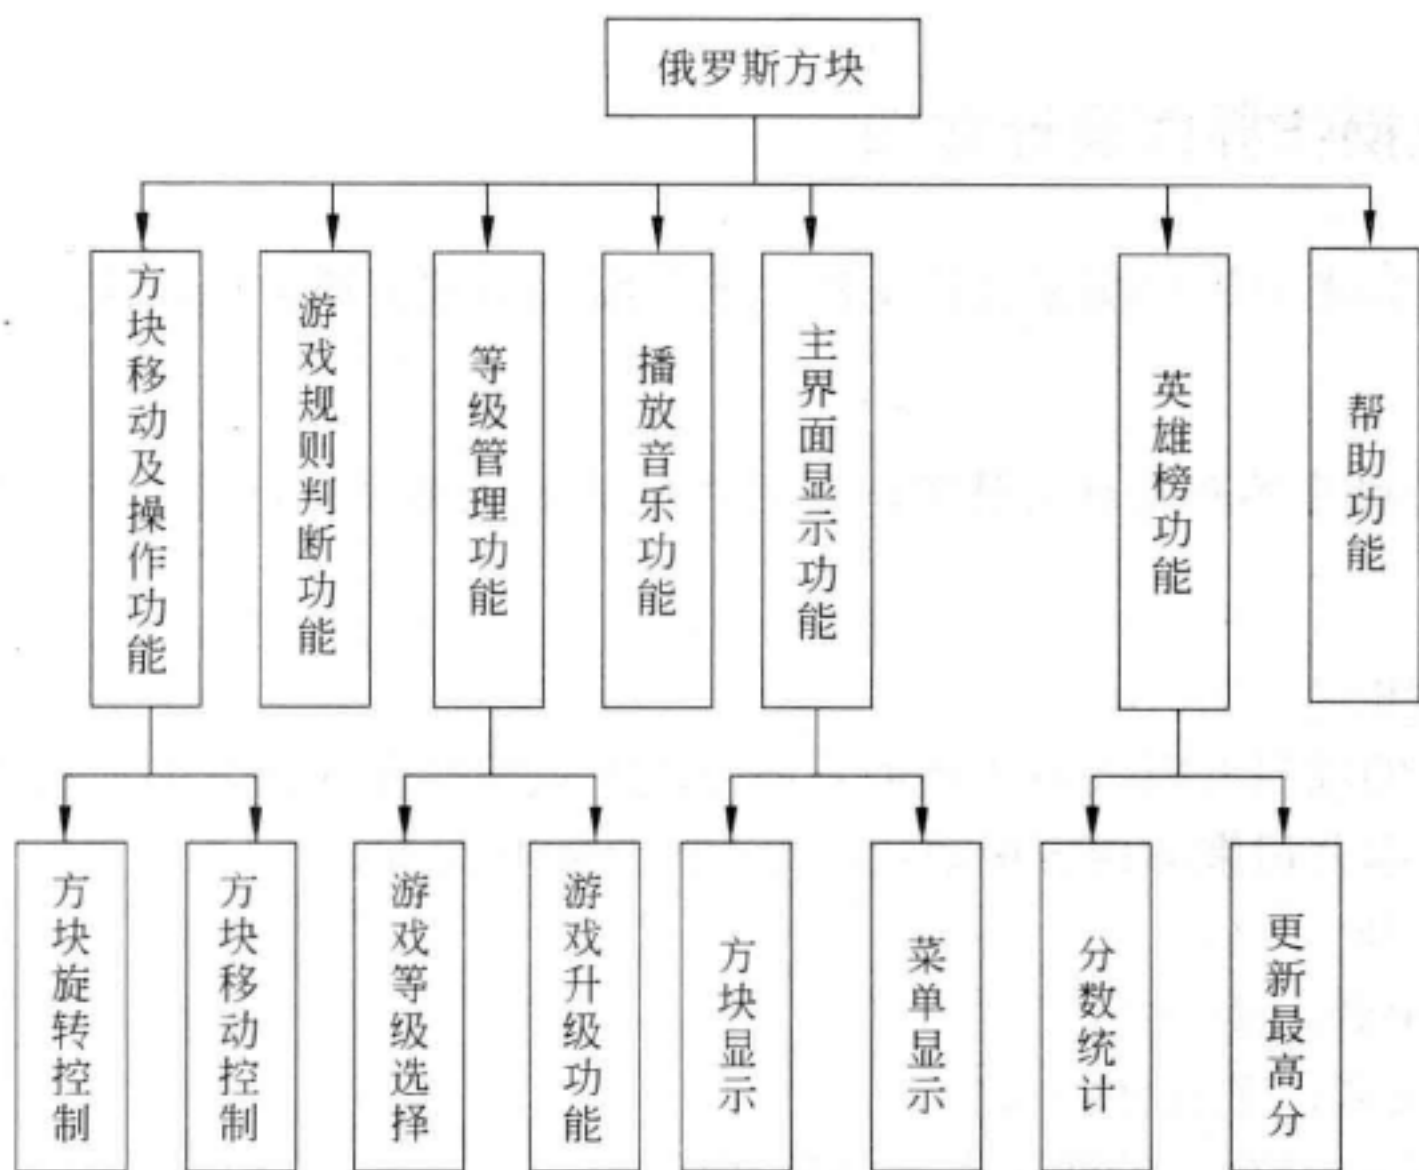 俄罗斯方块
方块移动及操作功能
游戏规则判断功能
等级管理功能
播放音乐功能
主界面显示功能
英雄榜功能
帮助功能
方块旋转控制
方块移动控制
游戏等级选择
游戏升级功能
方块显示
菜单显示
分数统计
更新最高分